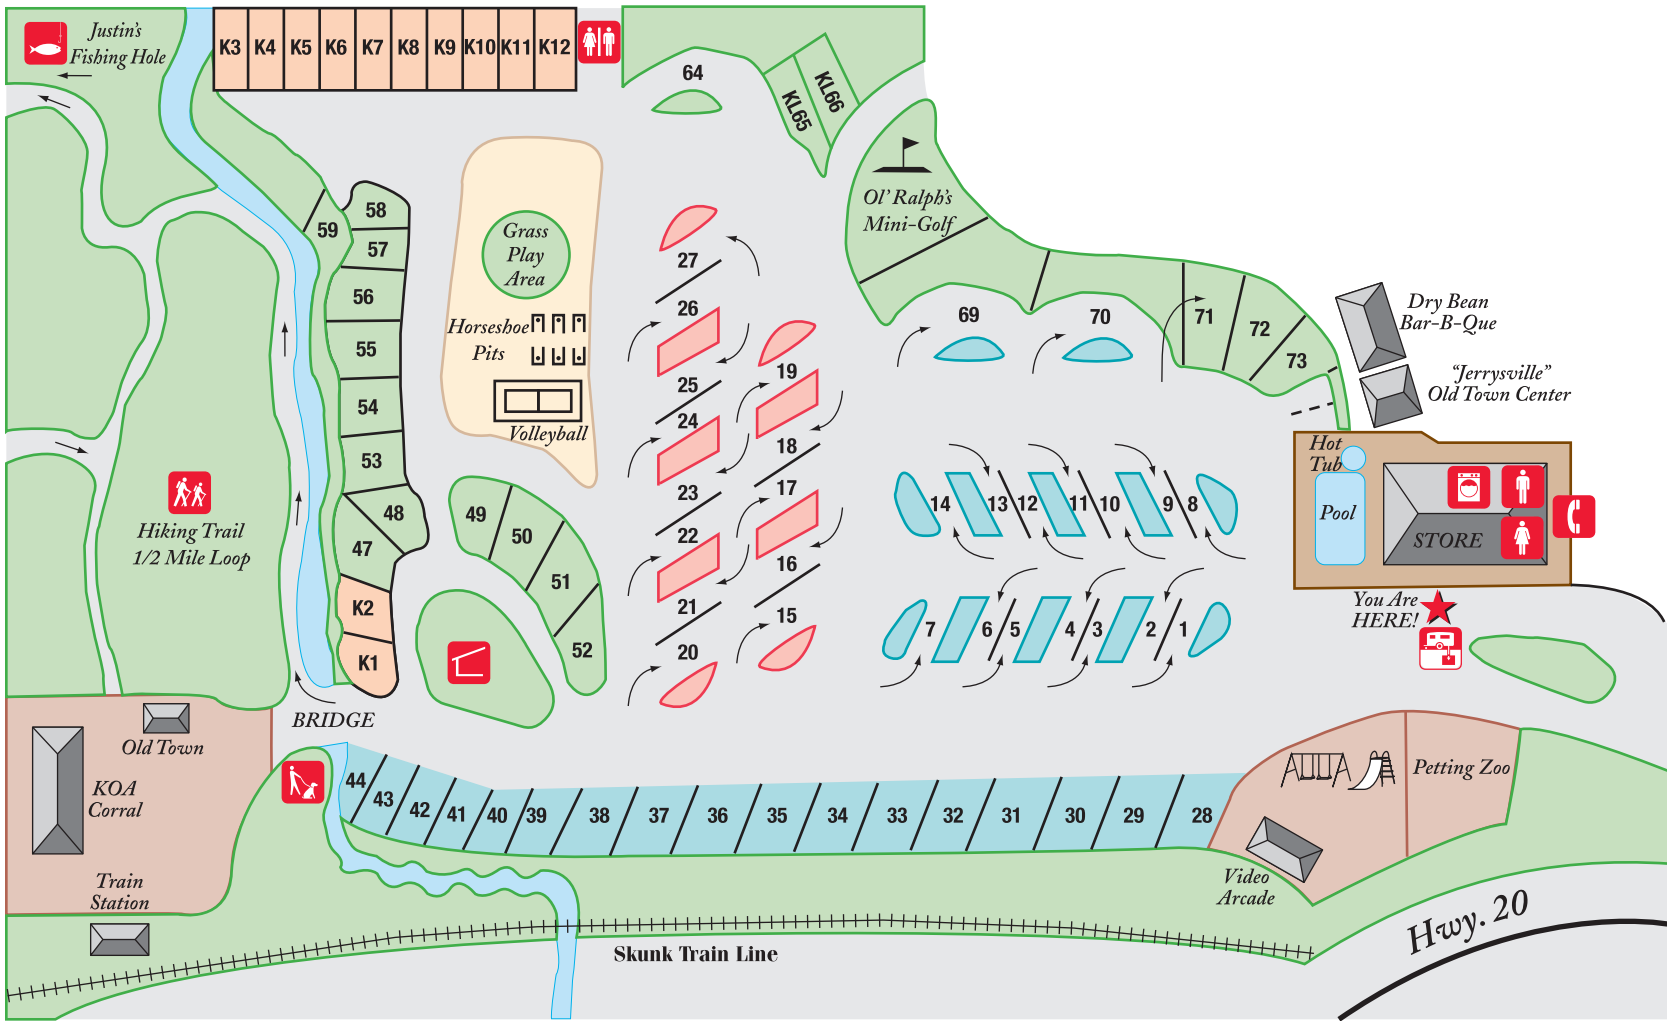 Justin's
Fishing Hole
K3
K4
K5
K6
K7
K8
K9
K10
K11
K12
64
KL65
KL66
Ol' Ralph's
Mini-Golf
58
59
57
56
55
54
53
48
47
K2
K1
Grass
Play
Area
Horseshoe
Pits
Volleyball
27
26
25
24
23
22
21
20
19
18
17
16
15
69
70
71
72
73
Dry Bean
Bar-B-Que
"Jerrysville"
Old Town Center
Hot
Tub
Pool
STORE
You Are
HERE!
14
13
12
11
10
9
8
7
6
5
4
3
2
1
49
50
51
52
Hiking Trail
1/2 Mile Loop
BRIDGE
Old Town
KOA
Corral
Train
Station
44
43
42
41
40
39
38
37
36
35
34
33
32
31
30
29
28
Petting Zoo
Video
Arcade
Hwy. 20
Skunk Train Line